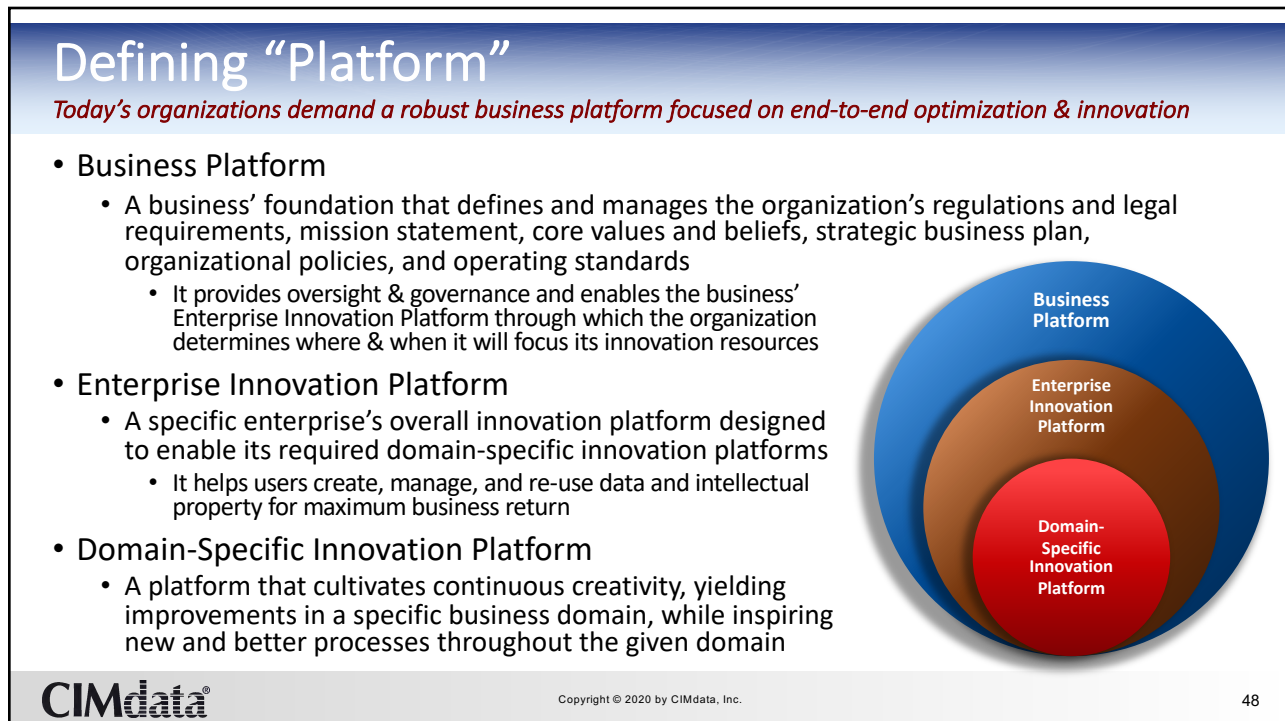 Defining “Platform”
Today’s organizations demand a robust business platform focused on end-to-end optimization & innovation
• Business Platform
• A business’ foundation that defines and manages the organization’s regulations and legal
requirements, mission statement, core values and beliefs, strategic business plan,
organizational policies, and operating standards
• It provides oversight & governance and enables the business’
Enterprise Innovation Platform through which the organization
determines where & when it will focus its innovation resources
• Enterprise Innovation Platform
• A specific enterprise’s overall innovation platform designed
to enable its required domain-specific innovation platforms
• It helps users create, manage, and re-use data and intellectual
property for maximum business return
• Domain-Specific Innovation Platform
• A platform that cultivates continuous creativity, yielding
improvements in a specific business domain, while inspiring
new and better processes throughout the given domain
Business
Platform
Enterprise
Innovation
Platform
Domain-
Specific
Innovation
Platform
CIMdata®
Copyright © 2020 by CIMdata, Inc.
48